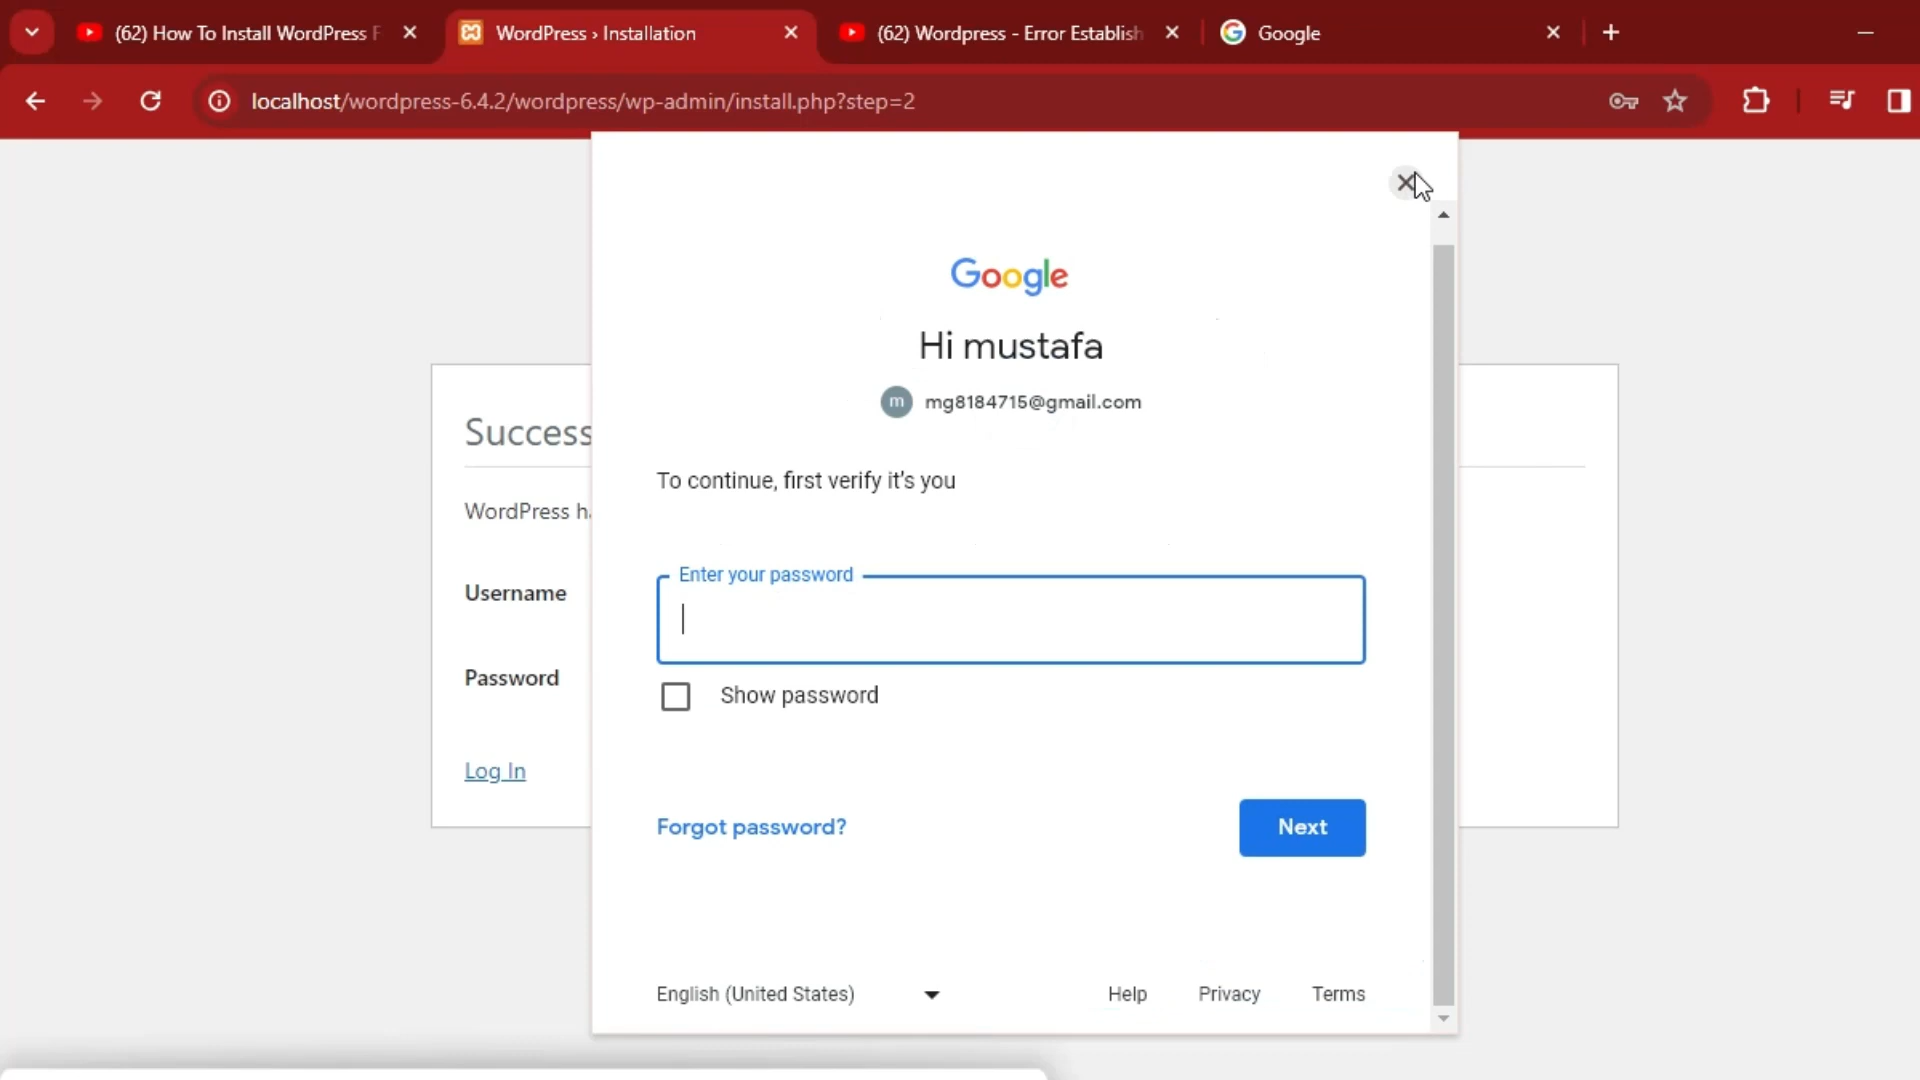 (62) How To Install WordPress F
WordPress › Installation
(62) Wordpress - Error Establish
Google
localhost/wordpress-6.4.2/wordpress/wp-admin/install.php?step=2
Google
Hi mustafa
m mg8184715@gmail.com
Success
To continue, first verify it's you
WordPress ha
Enter your password
Username
Password
Show password
Log In
Forgot password?
Next
English (United States)
Help
Privacy
Terms